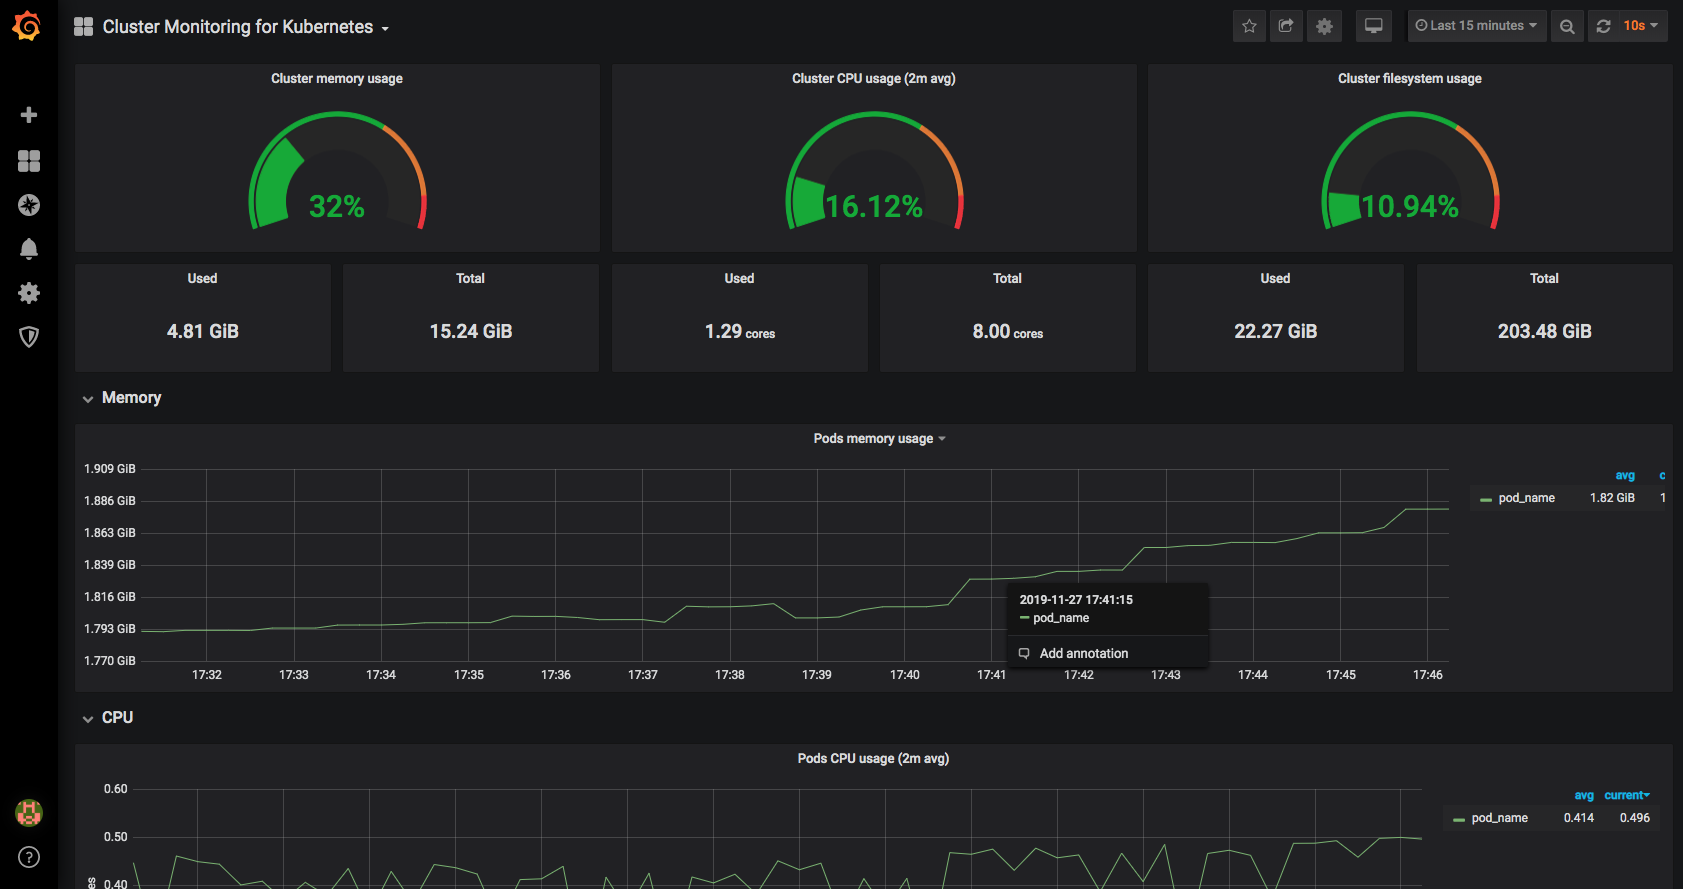 Cluster Monitoring for Kubernetes
Last 15 minutes
10s
Cluster memory usage
32%
Cluster CPU usage (2m avg)
16.12%
Cluster filesystem usage
10.94%
Used
4.81 GiB
Total
15.24 GiB
Used
1.29 cores
Total
8.00 cores
Used
22.27 GiB
Total
203.48 GiB
Memory
Pods memory usage
1.909 GiB
1.886 GiB
1.863 GiB
1.839 GiB
1.816 GiB
1.793 GiB
1.770 GiB
17:32 17:33 17:34 17:35 17:36 17:37 17:38 17:39 17:40 17:41 17:42 17:43 17:44 17:45 17:46
avg c
pod_name 1.82 GiB 1
2019-11-27 17:41:15
pod_name
Add annotation
CPU
Pods CPU usage (2m avg)
0.60
0.50
0.40
avg current
pod_name 0.414 0.496
?